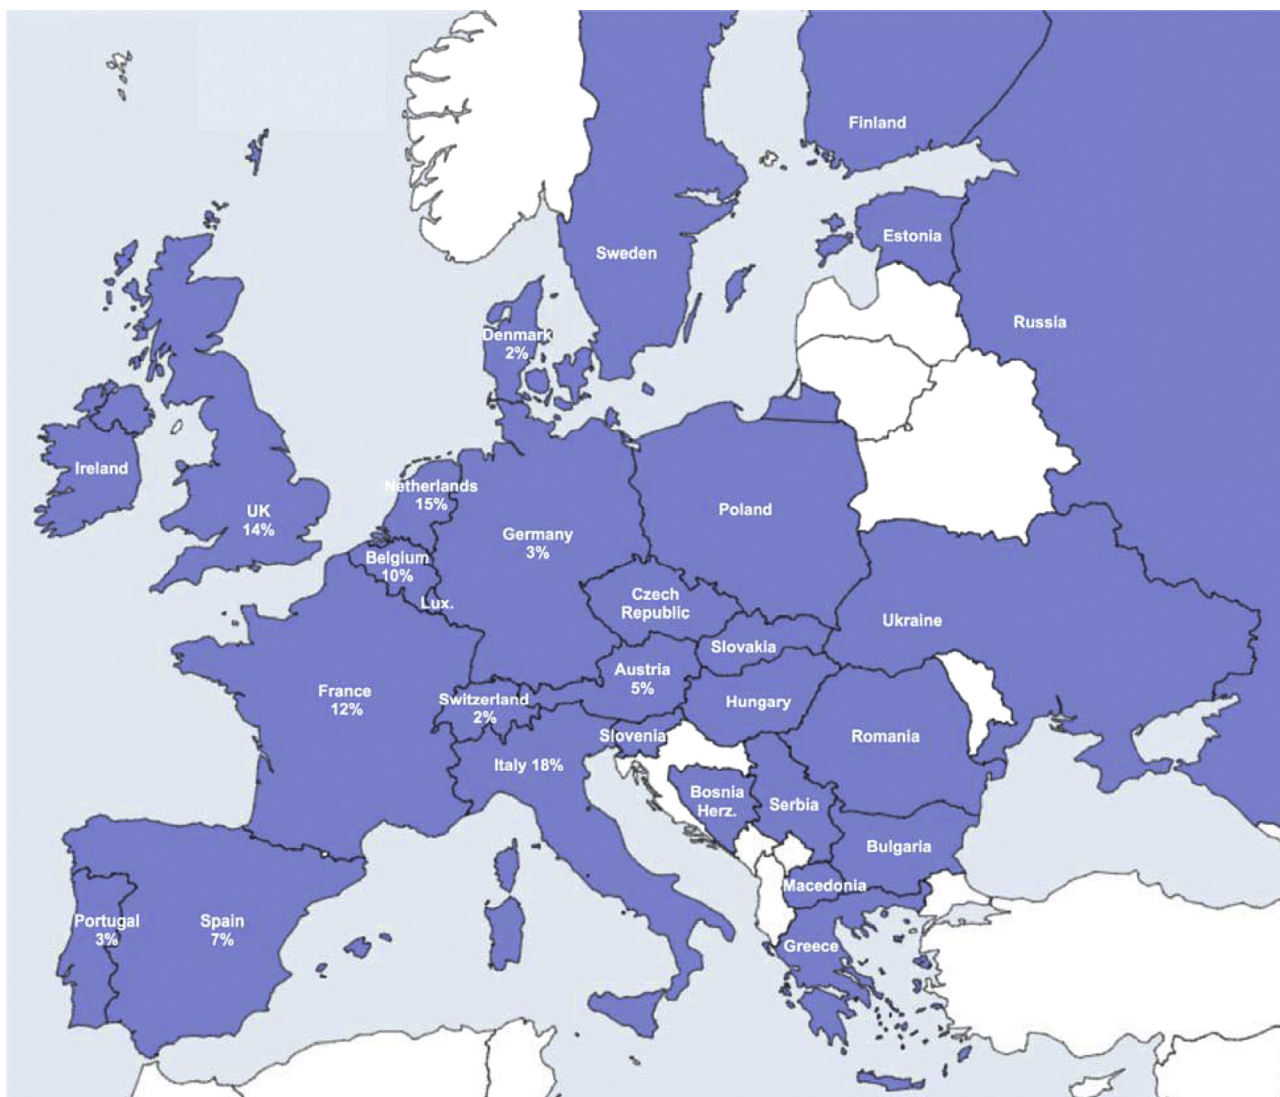 Finland
Estonia
Sweden
Russia
Denmark
2%
Ireland
Netherlands
15%
UK
14%
Poland
Germany
3%
Belgium
10%
Lux.
Czech
Republic
Ukraine
Slovakia
Austria
5%
France
12%
Switzerland
2%
Hungary
Slovenia
Romania
Italy 18%
Bosnia
Herz.
Serbia
Bulgaria
Macedonia
Portugal
3%
Spain
7%
Greece